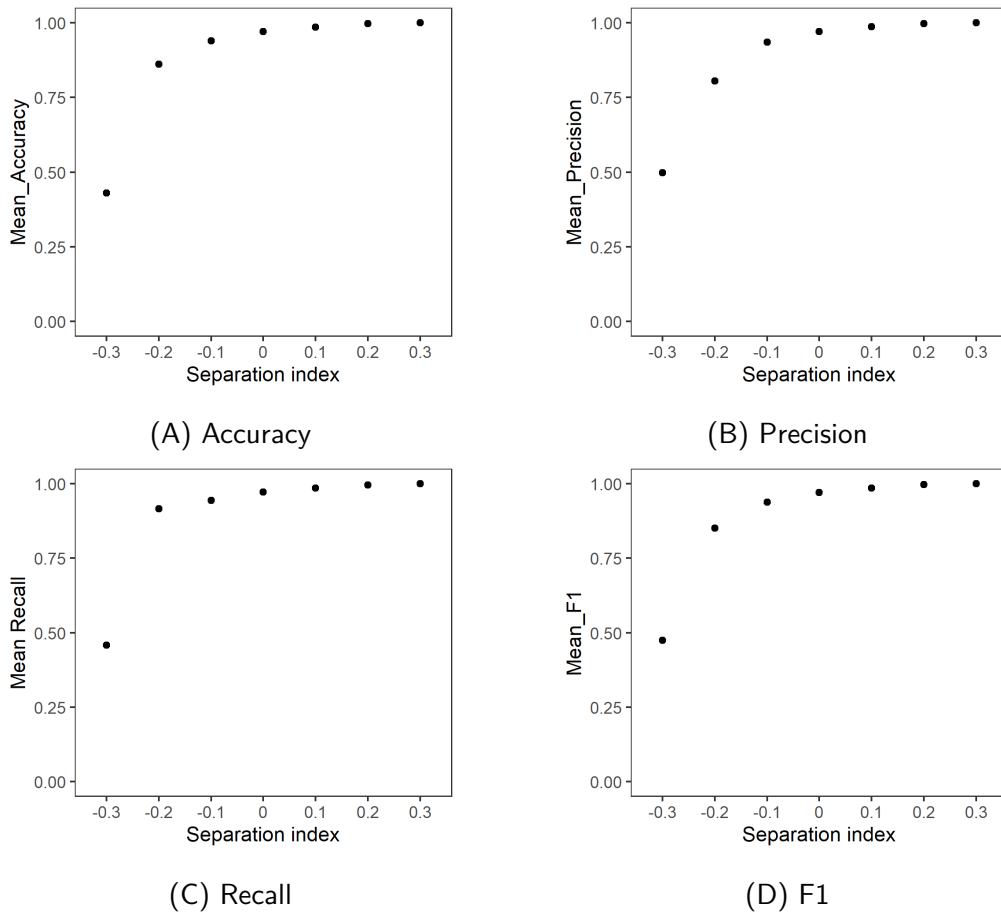 Mean_Accuracy
1.00
0.75
0.50
0.25
0.00
-0.3 -0.2 -0.1 0 0.1 0.2 0.3
Separation index
(A) Accuracy
Mean_Precision
1.00
0.75
0.50
0.25
0.00
-0.3 -0.2 -0.1 0 0.1 0.2 0.3
Separation index
(B) Precision
Mean Recall
1.00
0.75
0.50
0.25
0.00
-0.3 -0.2 -0.1 0 0.1 0.2 0.3
Separation index
(C) Recall
Mean_F1
1.00
0.75
0.50
0.25
0.00
-0.3 -0.2 -0.1 0 0.1 0.2 0.3
Separation index
(D) F1